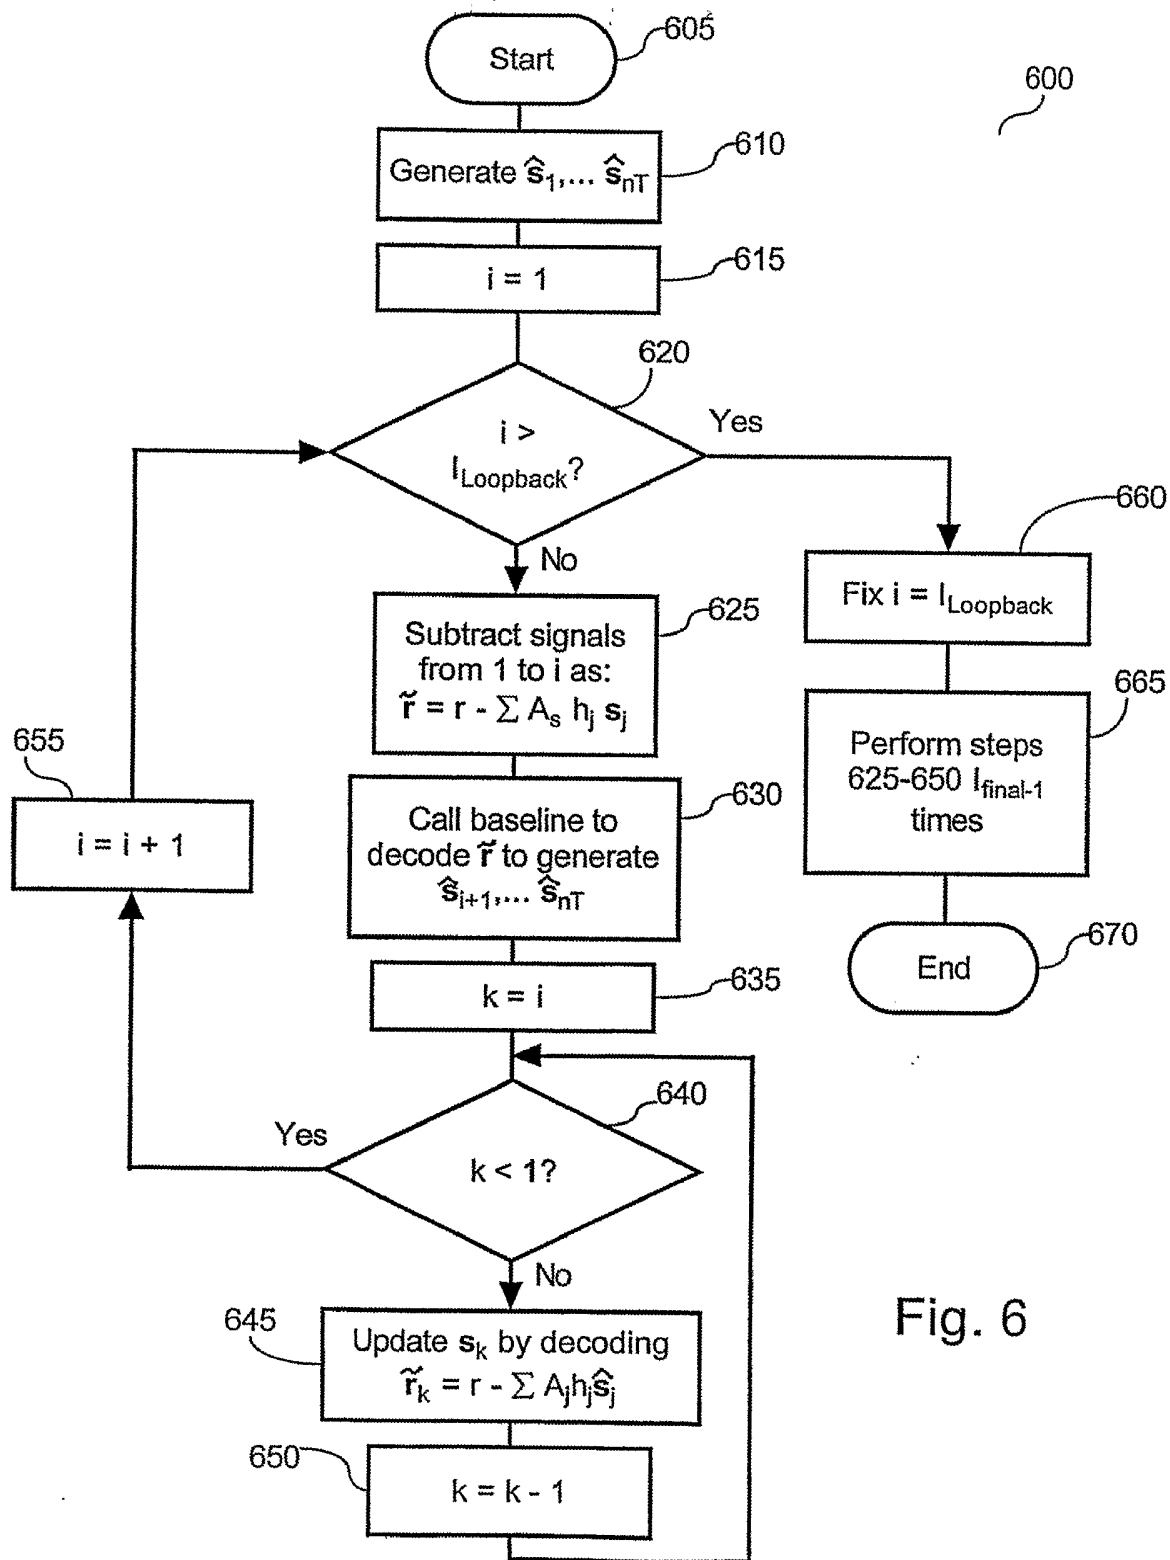 605
Start
600
610
Generate ŝ₁,... ŝₙT
615
i = 1
620
i >
I_Loopback?
Yes
660
No
Fix i = I_Loopback
625
Subtract signals
from 1 to i as:
r̃ = r - ∑ Aₛ hⱼ sⱼ
665
Perform steps
625-650 I_final-1
times
655
i = i + 1
630
Call baseline to
decode r̃ to generate
ŝᵢ₊₁,... ŝₙT
670
End
635
k = i
640
Yes
k < 1?
No
645
Update sₖ by decoding
r̃ₖ = r - ∑ Aⱼhⱼŝⱼ
Fig. 6
650
k = k - 1